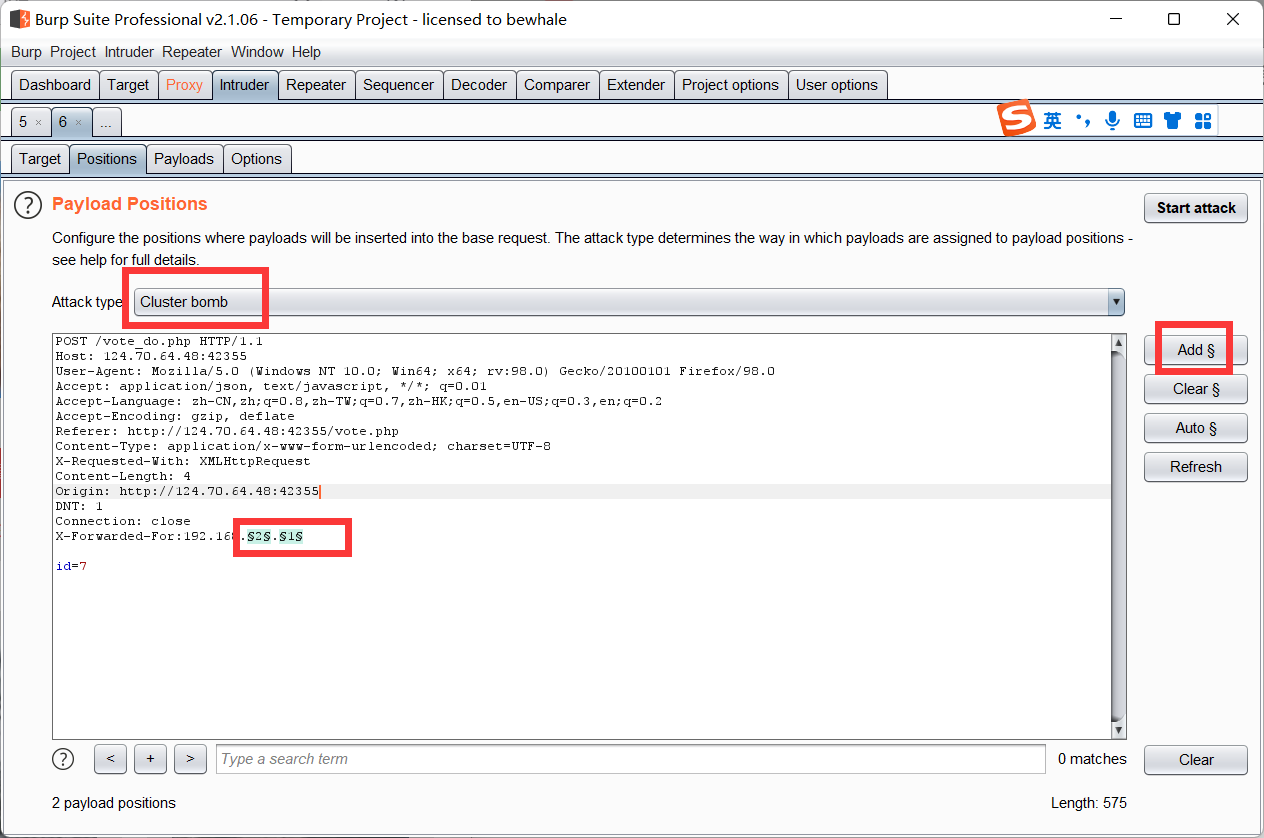 Burp Suite Professional v2.1.06 - Temporary Project - licensed to bewhale
Burp Project Intruder Repeater Window Help
Dashboard Target Proxy Intruder Repeater Sequencer Decoder Comparer Extender Project options User options
5 × 6 × ...
S 英
Target Positions Payloads Options
? Payload Positions
Start attack
Configure the positions where payloads will be inserted into the base request. The attack type determines the way in which payloads are assigned to payload positions -
see help for full details.
Attack type
Cluster bomb
POST /vote_do.php HTTP/1.1
Host: 124.70.64.48:42355
User-Agent: Mozilla/5.0 (Windows NT 10.0; Win64; x64; rv:98.0) Gecko/20100101 Firefox/98.0
Accept: application/json, text/javascript, */*; q=0.01
Accept-Language: zh-CN,zh;q=0.8,zh-TW;q=0.7,zh-HK;q=0.5,en-US;q=0.3,en;q=0.2
Accept-Encoding: gzip, deflate
Referer: http://124.70.64.48:42355/vote.php
Content-Type: application/x-www-form-urlencoded; charset=UTF-8
X-Requested-With: XMLHttpRequest
Content-Length: 4
Origin: http://124.70.64.48:42355
DNT: 1
Connection: close
X-Forwarded-For:192.168.§2§.§1§
id=7
Add §
Clear §
Auto §
Refresh
? < + > Type a search term 0 matches Clear
2 payload positions
Length: 575